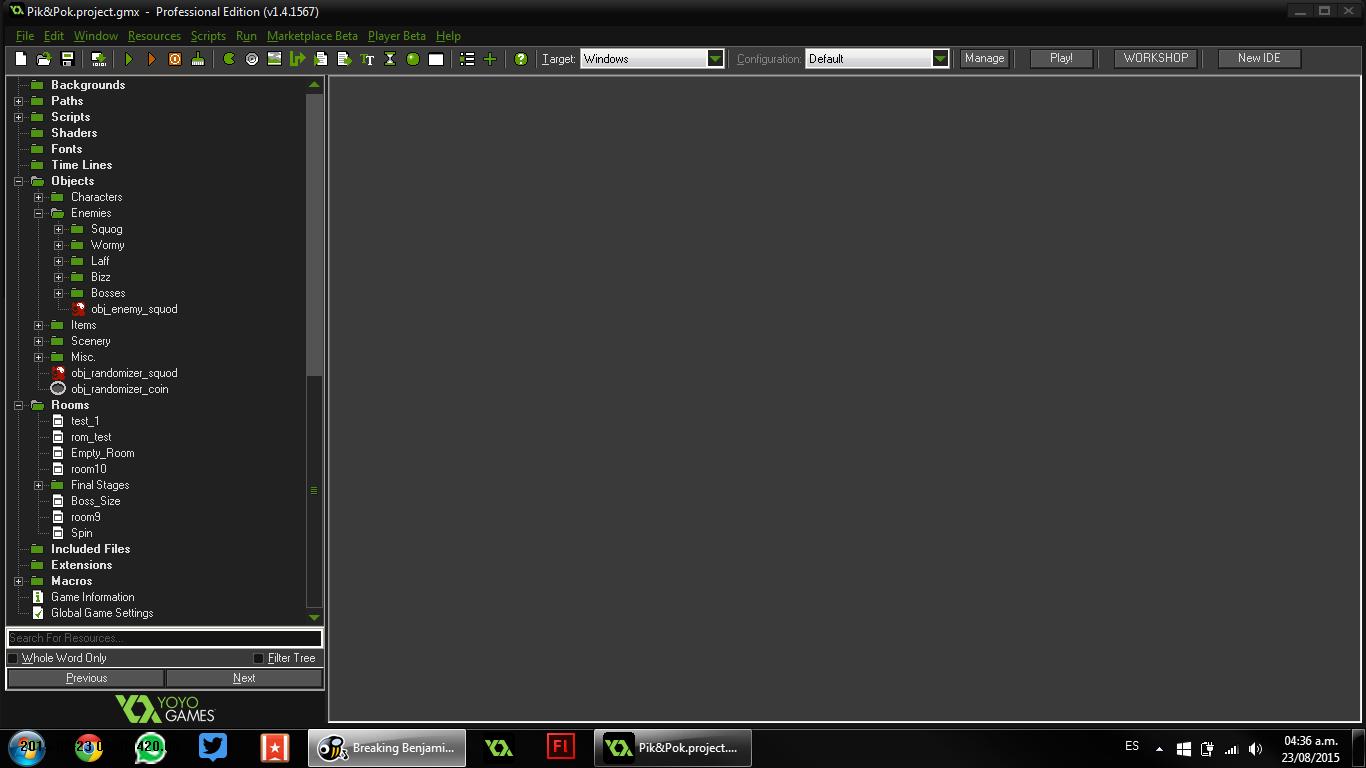 Pik&Pok.project.gmx - Professional Edition (v1.4.1567)
File Edit Window Resources Scripts Run Marketplace Beta Player Beta Help
Target: Windows Configuration: Default Manage Play! WORKSHOP New IDE
Backgrounds
Paths
Scripts
Shaders
Fonts
Time Lines
Objects
Characters
Enemies
Squog
Wormy
Laff
Bizz
Bosses
obj_enemy_squod
Items
Scenery
Misc.
obj_randomizer_squod
obj_randomizer_coin
Rooms
test_1
rom_test
Empty_Room
room10
Final Stages
Boss_Size
room9
Spin
Included Files
Extensions
Macros
Game Information
Global Game Settings
Search For Resources...
Whole Word Only Filter Tree
Previous Next
YOYO
GAMES
Breaking Benjami... Fl Pik&Pok.project.... ES 04:36 a.m.
23/08/2015